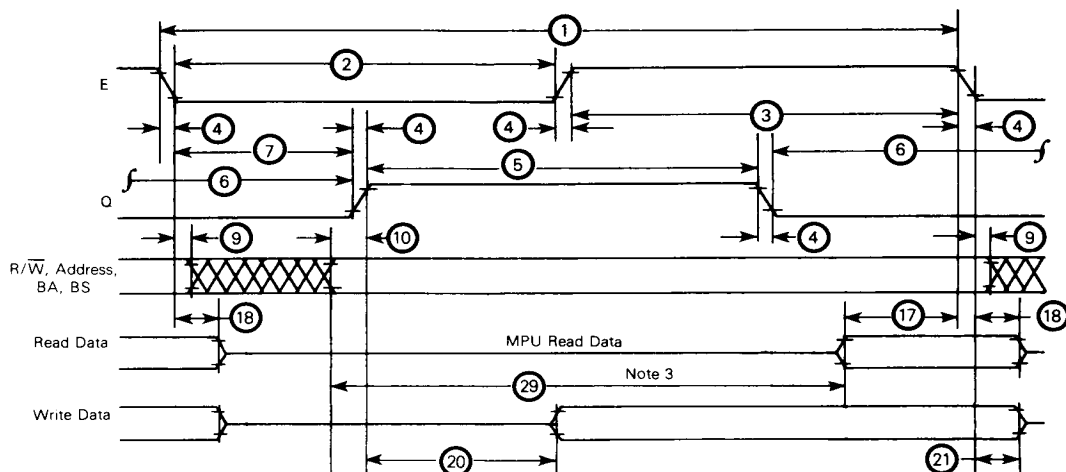 1
2
E
3
4 4 4 4
7
6 5 6
Q
9 10 4 9
R/W̅, Address,
BA, BS
18 17 18
Read Data MPU Read Data
29 Note 3
Write Data
20 21